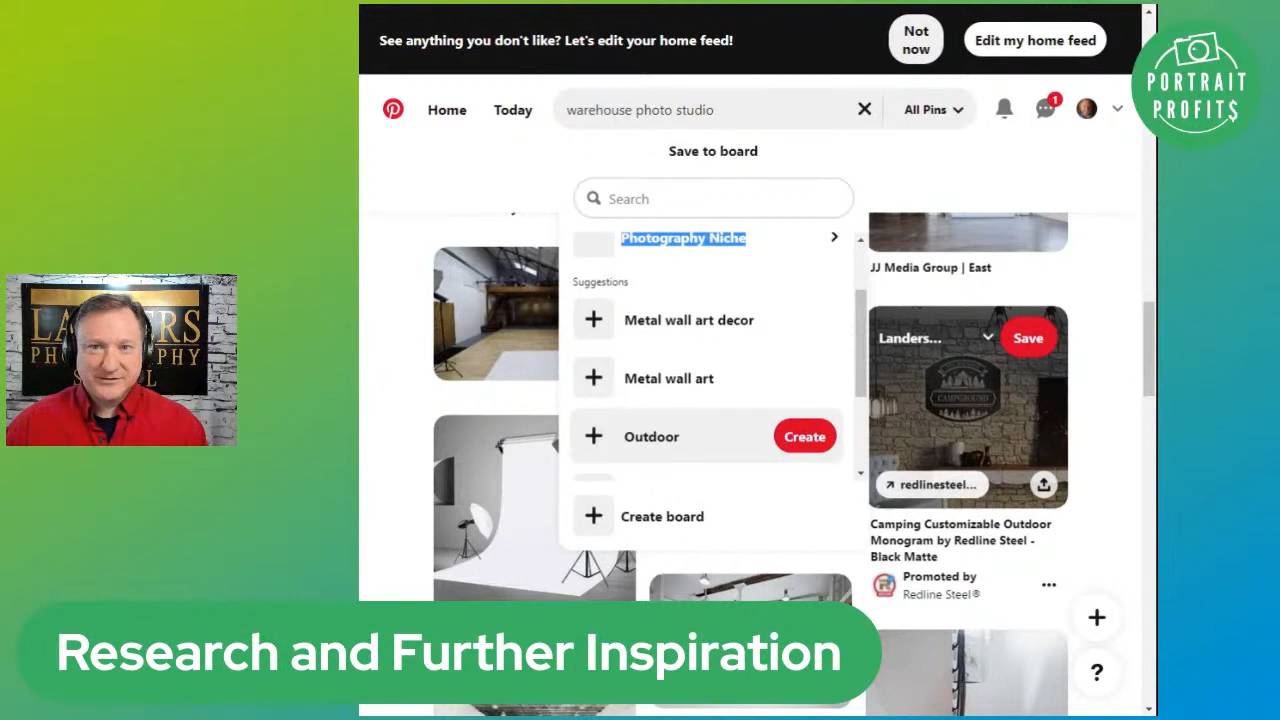 See anything you don't like? Let's edit your home feed!
Not
now
Edit my home feed
PORTRAIT
PROFIT$
Home
Today
warehouse photo studio
All Pins
1
Save to board
Search
Photography Niche
JJ Media Group | East
Suggestions
Metal wall art decor
Landers...
Save
Metal wall art
CAMPGROUND
Outdoor
Create
redlinesteel...
Create board
Camping Customizable Outdoor
Monogram by Redline Steel -
Black Matte
Promoted by
Redline Steel®
Research and Further Inspiration